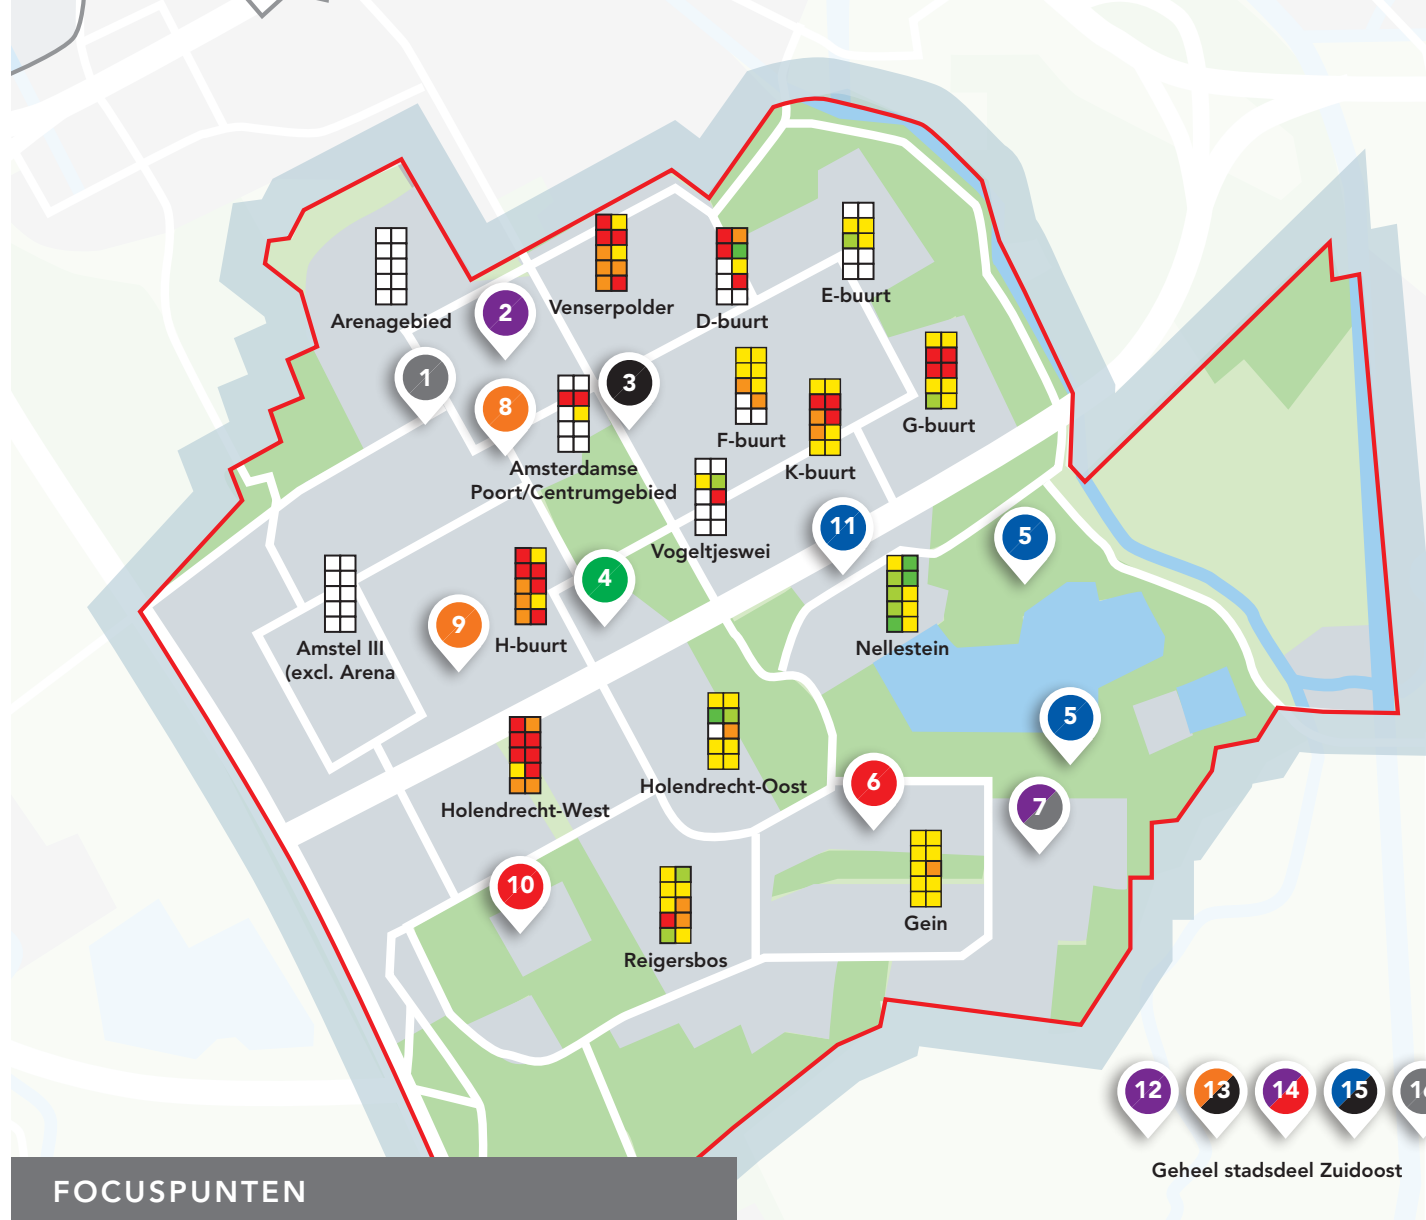 Arenagebied
2
Venserpolder
D-buurt
E-buurt
1
8
3
Amsterdamse
Poort/Centrumgebied
F-buurt
K-buurt
G-buurt
Vogeltjeswei
11
5
4
9
H-buurt
Amstel III
(excl. Arena
Nellestein
5
Holendrecht-West
Holendrecht-Oost
6
7
10
Reigersbos
Gein
12
13
14
15
Geheel stadsdeel Zuidoost
FOCUSPUNTEN